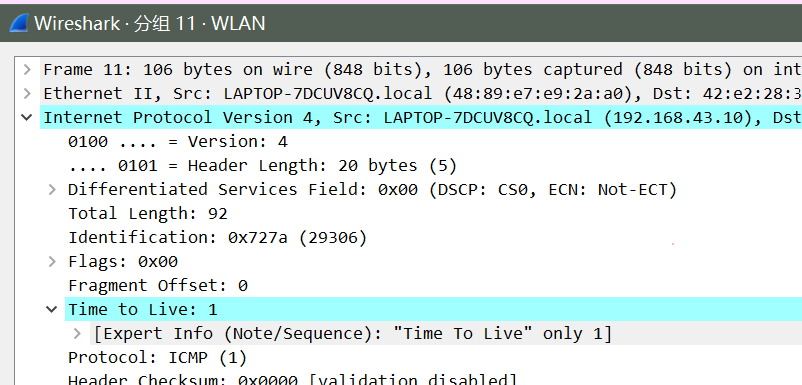 Wireshark · 分组 11 · WLAN
Frame 11: 106 bytes on wire (848 bits), 106 bytes captured (848 bits) on int
Ethernet II, Src: LAPTOP-7DCUV8CQ.local (48:89:e7:e9:2a:a0), Dst: 42:e2:28:3
Internet Protocol Version 4, Src: LAPTOP-7DCUV8CQ.local (192.168.43.10), Dst
0100 .... = Version: 4
.... 0101 = Header Length: 20 bytes (5)
Differentiated Services Field: 0x00 (DSCP: CS0, ECN: Not-ECT)
Total Length: 92
Identification: 0x727a (29306)
Flags: 0x00
Fragment Offset: 0
Time to Live: 1
[Expert Info (Note/Sequence): "Time To Live" only 1]
Protocol: ICMP (1)
Header Checksum: 0x0000 [validation disabled]